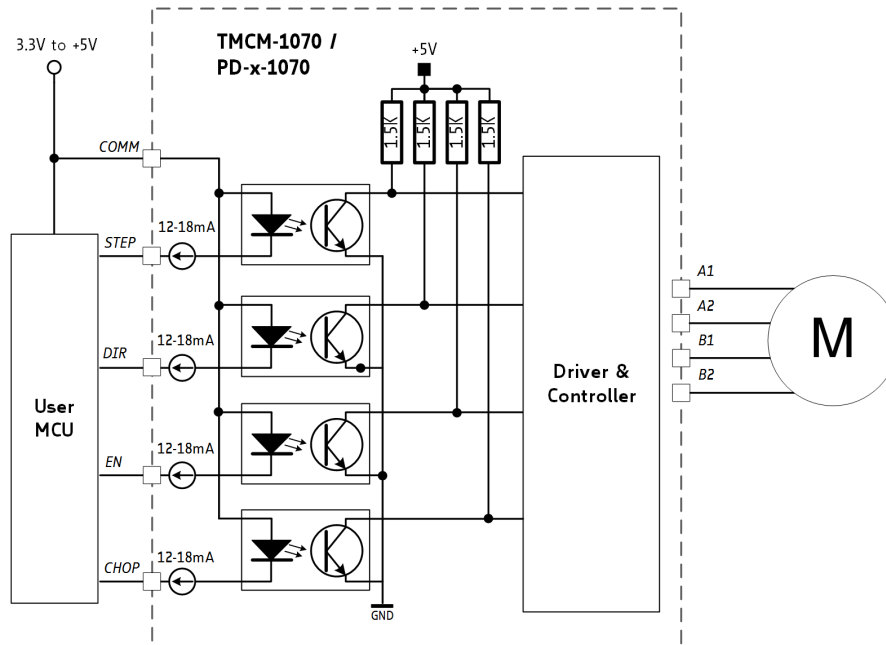 3.3V to +5V
TMCM-1070 /
PD-x-1070
+5V
1.5K
1.5K
1.5K
1.5K
COMM
STEP
12-18mA
DIR
12-18mA
EN
12-18mA
CHOP
12-18mA
User
MCU
Driver &
Controller
GND
A1
A2
B1
B2
M